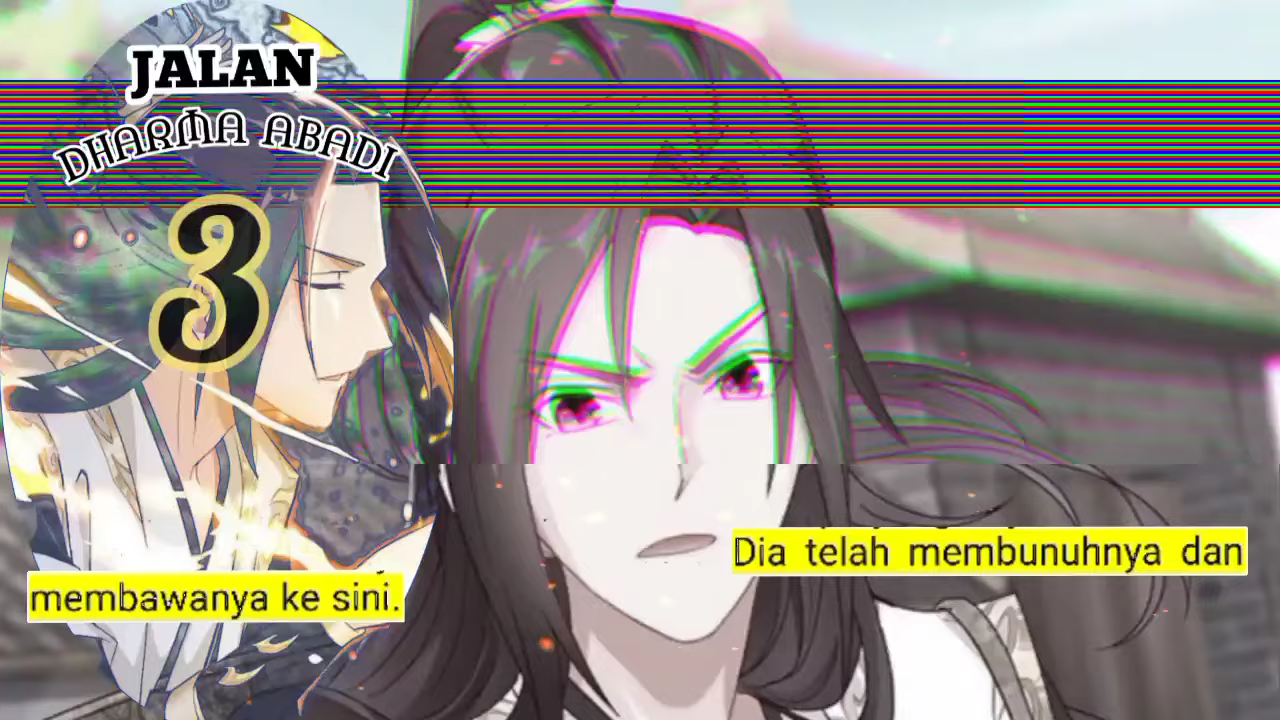 JALAN
DHARMA ABADI
3
Dia telah membunuhnya dan
membawanya ke sini.